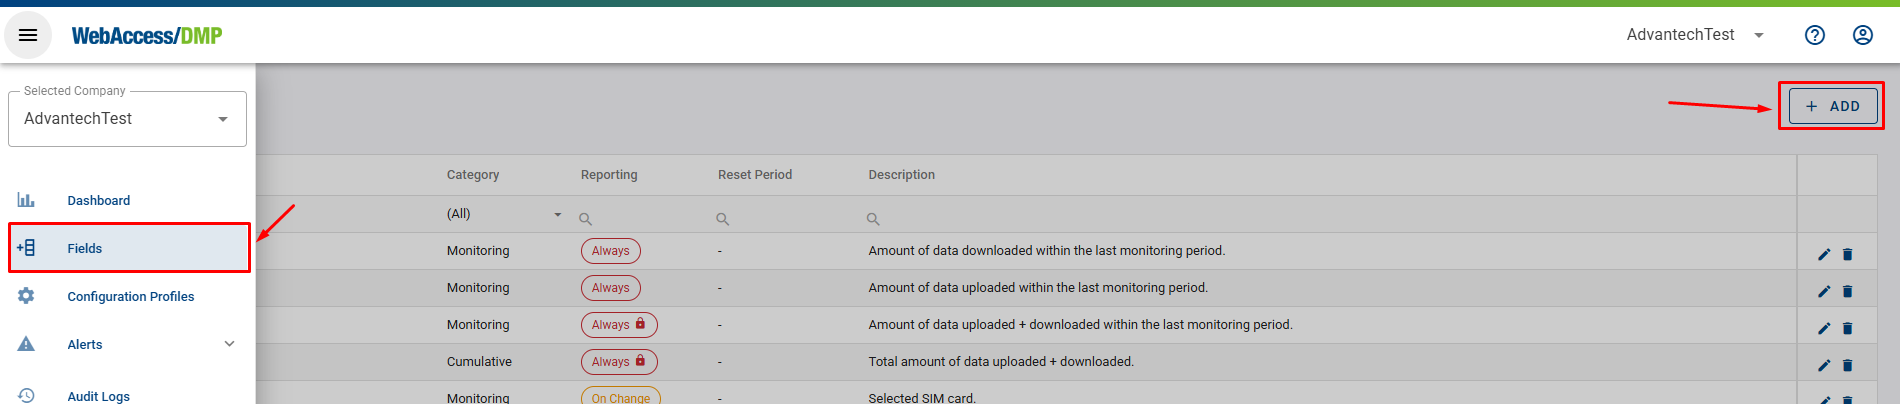 WebAccess/DMP
AdvantechTest
Selected Company
AdvantechTest
+ ADD
Category Reporting Reset Period Description
Dashboard
(All)
Fields
Monitoring Always - Amount of data downloaded within the last monitoring period.
Configuration Profiles
Monitoring Always - Amount of data uploaded within the last monitoring period.
Alerts
Monitoring Always - Amount of data uploaded + downloaded within the last monitoring period.
Cumulative Always - Total amount of data uploaded + downloaded.
Audit Logs
Monitoring On Change - Selected SIM card.